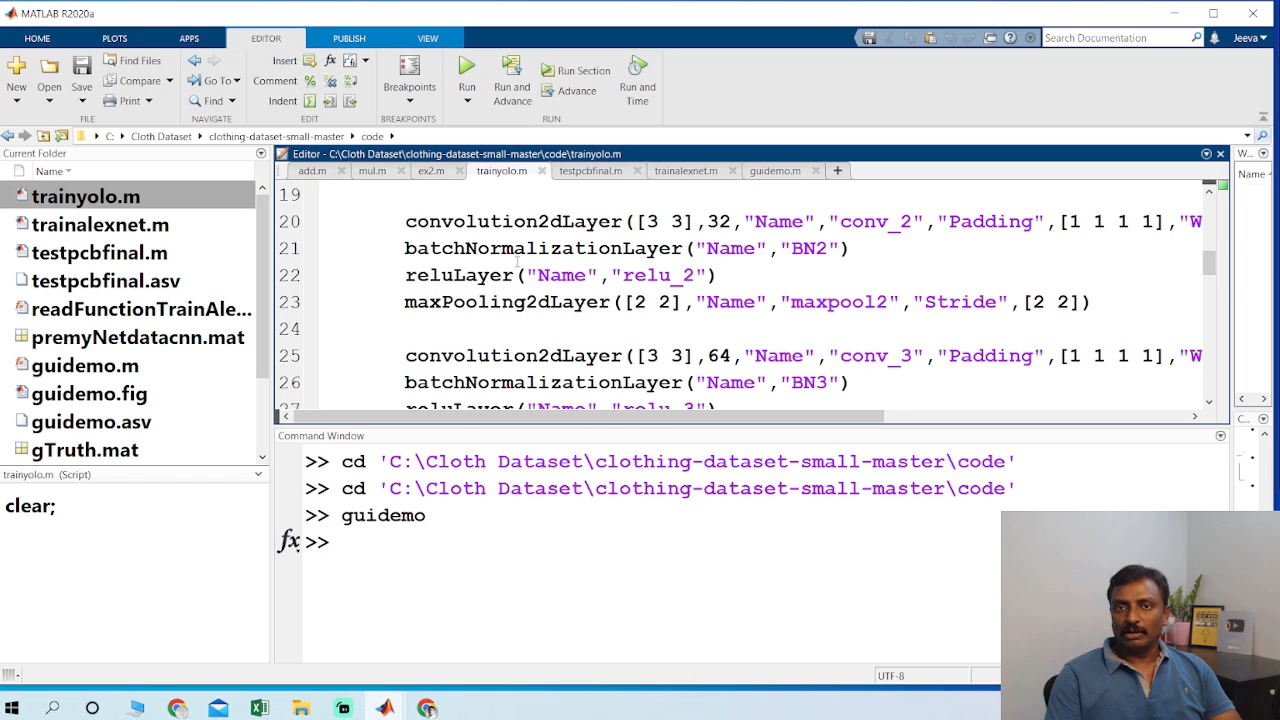 MATLAB R2020a
HOME PLOTS APPS EDITOR PUBLISH VIEW Search Documentation Jeeva
New Open Save Find Files Compare Print Go To Find Insert fx Comment Indent Breakpoints Run Run and Advance Run Section Advance Run and Time
FILE NAVIGATE EDIT BREAKPOINTS RUN
C: Cloth Dataset clothing-dataset-small-master code
Current Folder
Name
trainyolo.m
trainalexnet.m
testpcbfinal.m
testpcbfinal.asv
readFunctionTrainAle...
premyNetdatacnn.mat
guidemo.m
guidemo.fig
guidemo.asv
gTruth.mat
trainyolo.m (Script)
clear;
Editor - C:\Cloth Dataset\clothing-dataset-small-master\code\trainyolo.m
add.m mul.m ex2.m trainyolo.m testpcbfinal.m trainalexnet.m guidemo.m
19
20 convolution2dLayer([3 3],32,"Name","conv_2","Padding",[1 1 1 1],"W
21 batchNormalizationLayer("Name","BN2")
22 reluLayer("Name","relu_2")
23 maxPooling2dLayer([2 2],"Name","maxpool2","Stride",[2 2])
24
25 convolution2dLayer([3 3],64,"Name","conv_3","Padding",[1 1 1 1],"W
26 batchNormalizationLayer("Name","BN3")
27 reluLayer("Name","relu_3")
Command Window
>> cd 'C:\Cloth Dataset\clothing-dataset-small-master\code'
>> cd 'C:\Cloth Dataset\clothing-dataset-small-master\code'
>> guidemo
fx >>
W...
Name
C...
UTF-8